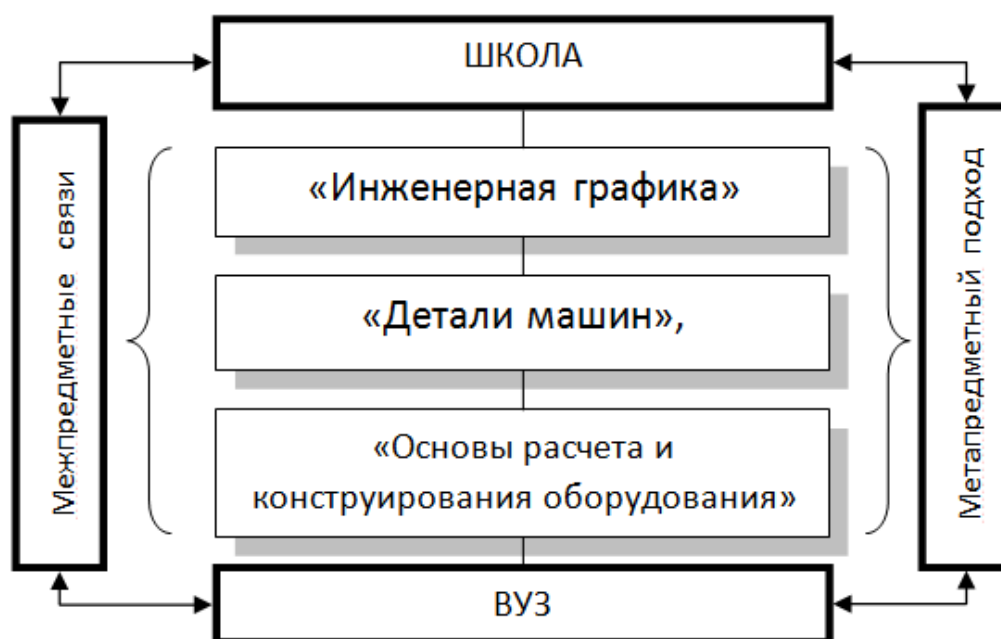 ШКОЛА
Межпредметные связи
«Инженерная графика»
«Детали машин»,
«Основы расчета и
конструирования оборудования»
Метапредметный подход
ВУЗ